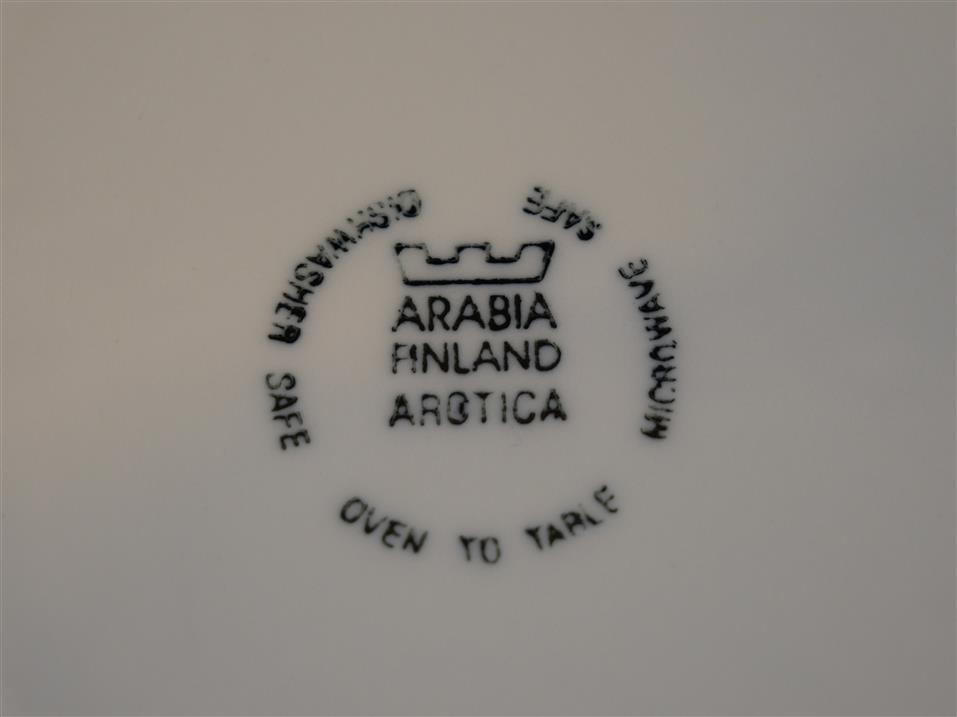 ARABIA
FINLAND
ARCTICA
DISHWASHER SAFE
OVEN TO TABLE
MICROWAVE SAFE